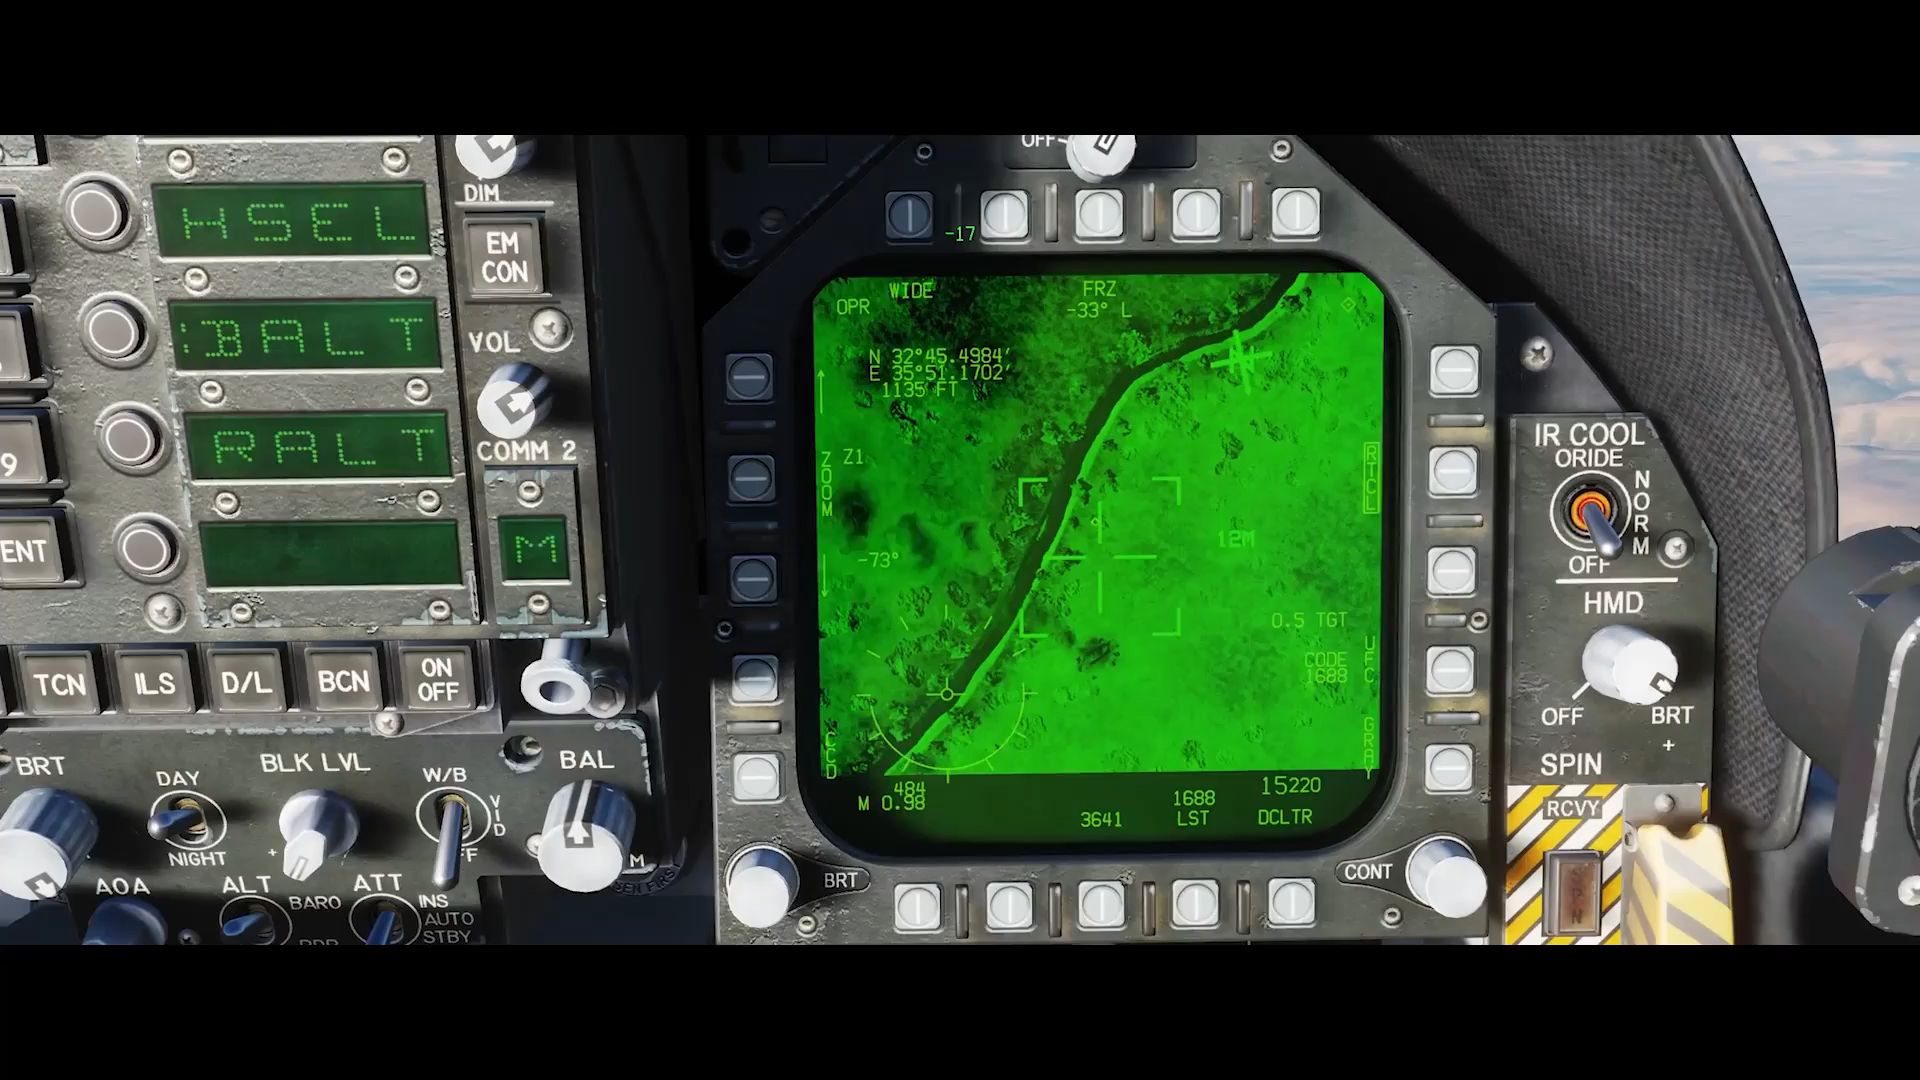 HSEL
:BALT
RALT
9
ENT
DIM
EM
CON
VOL
COMM 2
M
TCN
ILS
D/L
BCN
ON
OFF
BRT
DAY
NIGHT
BLK LVL
W/B
VID
BAL
M
AOA
ALT
BARO
ATT
INS
AUTO
STBY
OFF
-17
WIDE
OPR
FRZ
-33° L
N 32°45.4984'
E 35°51.1702'
1135 FT
Z1
ZOOM
-73°
RTCL
12M
0.5 TGT
CODE
1688
UFC
GRAY
CCD
484
M 0.98
3641
1688
LST
15220
DCLTR
BRT
CONT
IR COOL
ORIDE
NORM
OFF
HMD
OFF
BRT
+
SPIN
RCVY